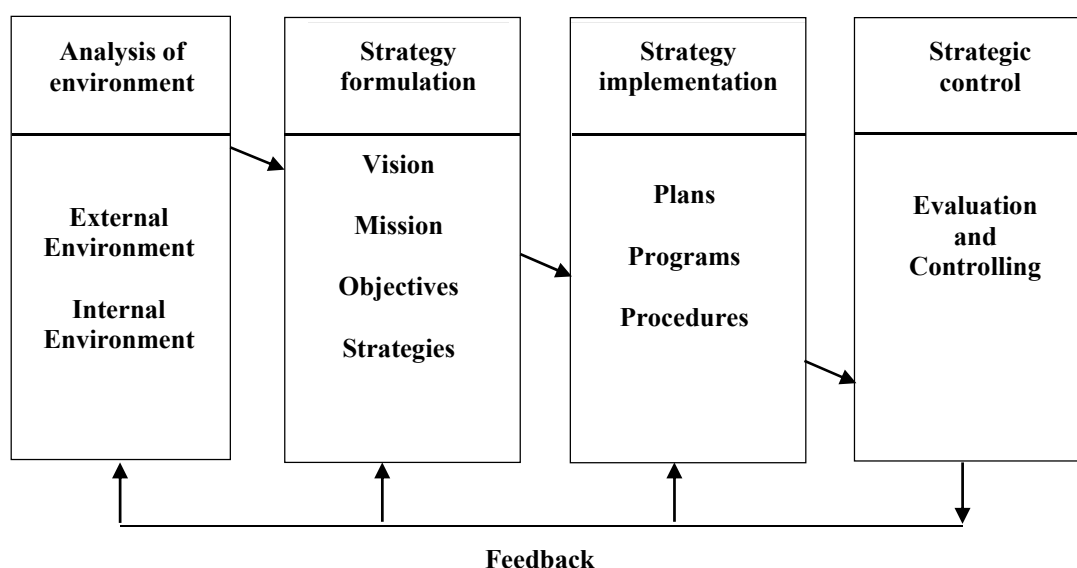 Analysis of
environment
External
Environment
Internal
Environment
Strategy
formulation
Vision
Mission
Objectives
Strategies
Strategy
implementation
Plans
Programs
Procedures
Strategic
control
Evaluation
and
Controlling
Feedback